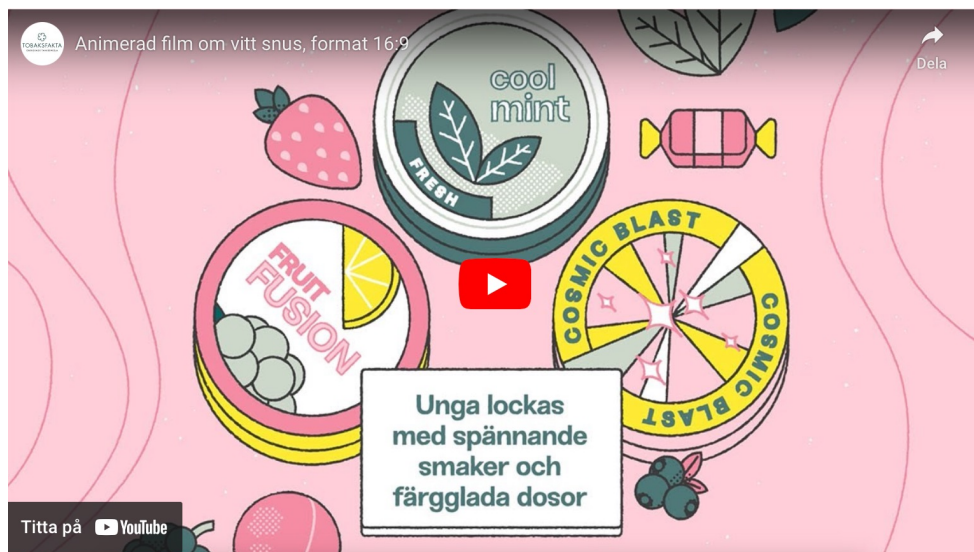 TOBAKSFAKTA
Animerad film om vitt snus, format 16:9
Dela
cool
mint
FRESH
FRUIT
FUSION
COSMIC BLAST
COSMIC BLAST
Unga lockas
med spännande
smaker och
färgglada dosor
Titta på YouTube